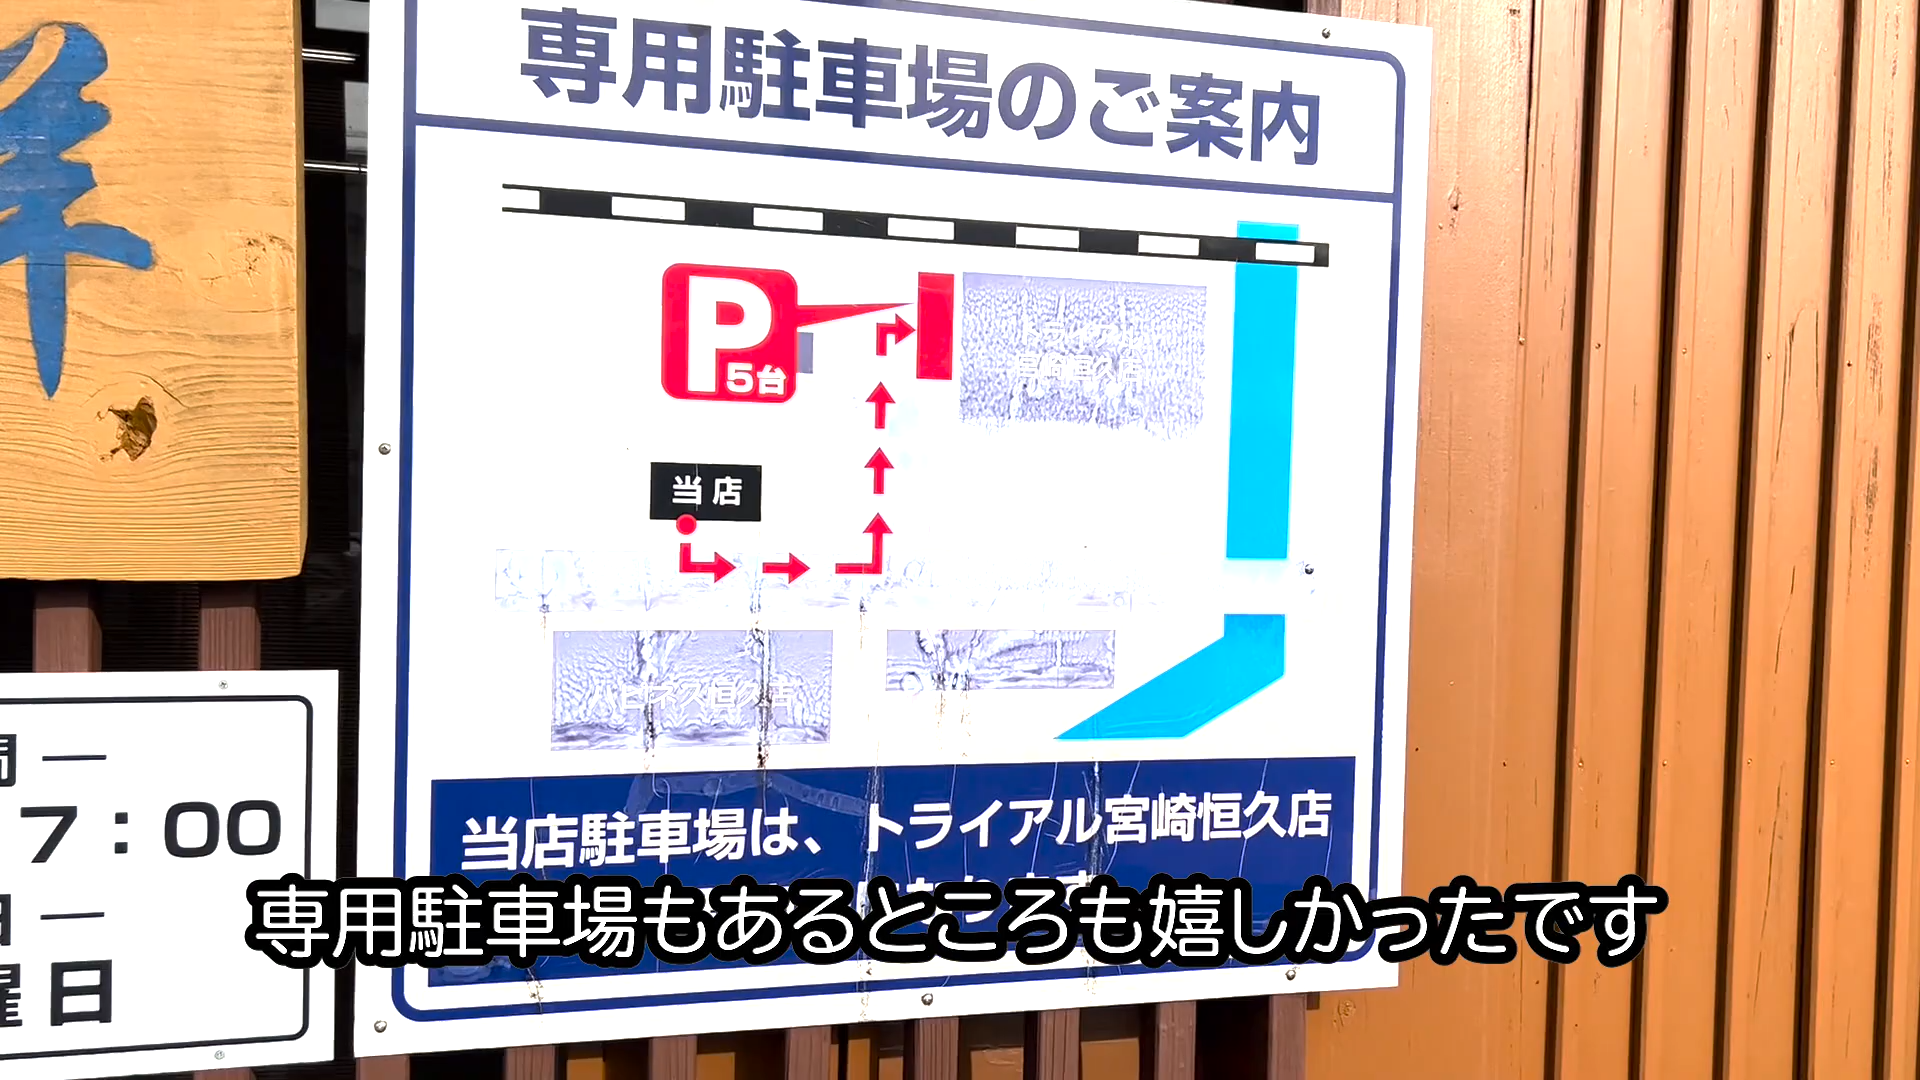 専用駐車場のご案内
P
5台
トライアル
宮崎恒久店
当店
ハピネス恒久店
当店駐車場は、トライアル宮崎恒久店
専用駐車場もあるところも嬉しかったです
間 ―
7:00
日 ―
曜日